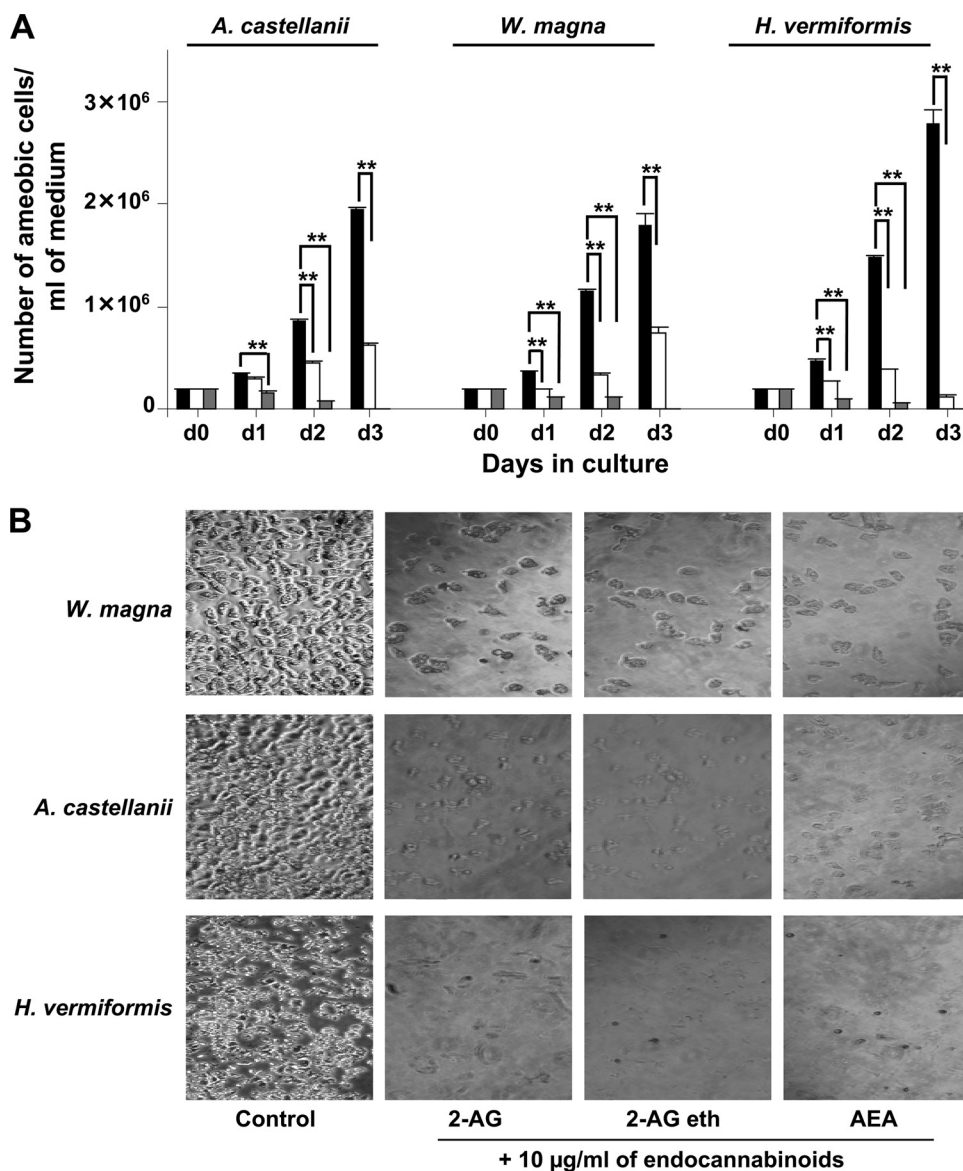 A
A. castellanii
W. magna
H. vermiformis
Number of ameobic cells/
ml of medium
3×10⁶
2×10⁶
1×10⁶
0
** ** ** **
** ** ** ** **
** ** ** ** **
d0 d1 d2 d3
d0 d1 d2 d3
d0 d1 d2 d3
Days in culture
B
W. magna
A. castellanii
H. vermiformis
Control
2-AG
2-AG eth
AEA
+ 10 µg/ml of endocannabinoids